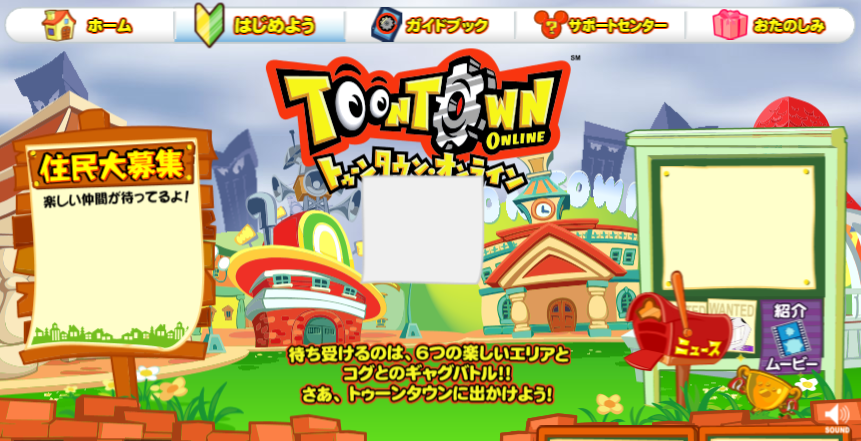 ホーム
はじめよう
ガイドブック
?
サポートセンター
おたのしみ
TOONTOWN
SM
ONLINE
トゥーンタウン・オンライン
住民大募集
楽しい仲間が待ってるよ!
WANTED
紹介
ムービー
ニュース
待ち受けるのは、6つの楽しいエリアと
コグとのギャグバトル!!
さあ、トゥーンタウンに出かけよう!
SOUND